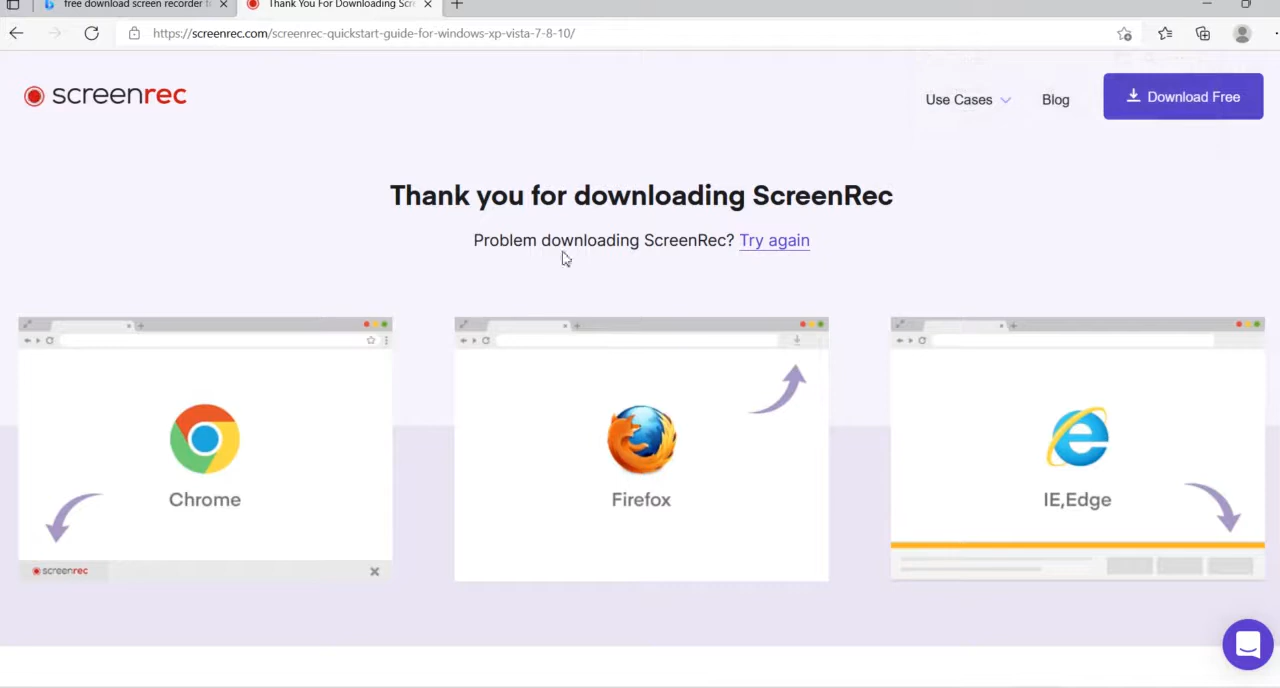 free download screen recorder
Thank You For Downloading Scr
https://screenrec.com/screenrec-quickstart-guide-for-windows-xp-vista-7-8-10/
screenrec
Use Cases
Blog
Download Free
Thank you for downloading ScreenRec
Problem downloading ScreenRec? Try again
Chrome
Firefox
IE,Edge
screenrec